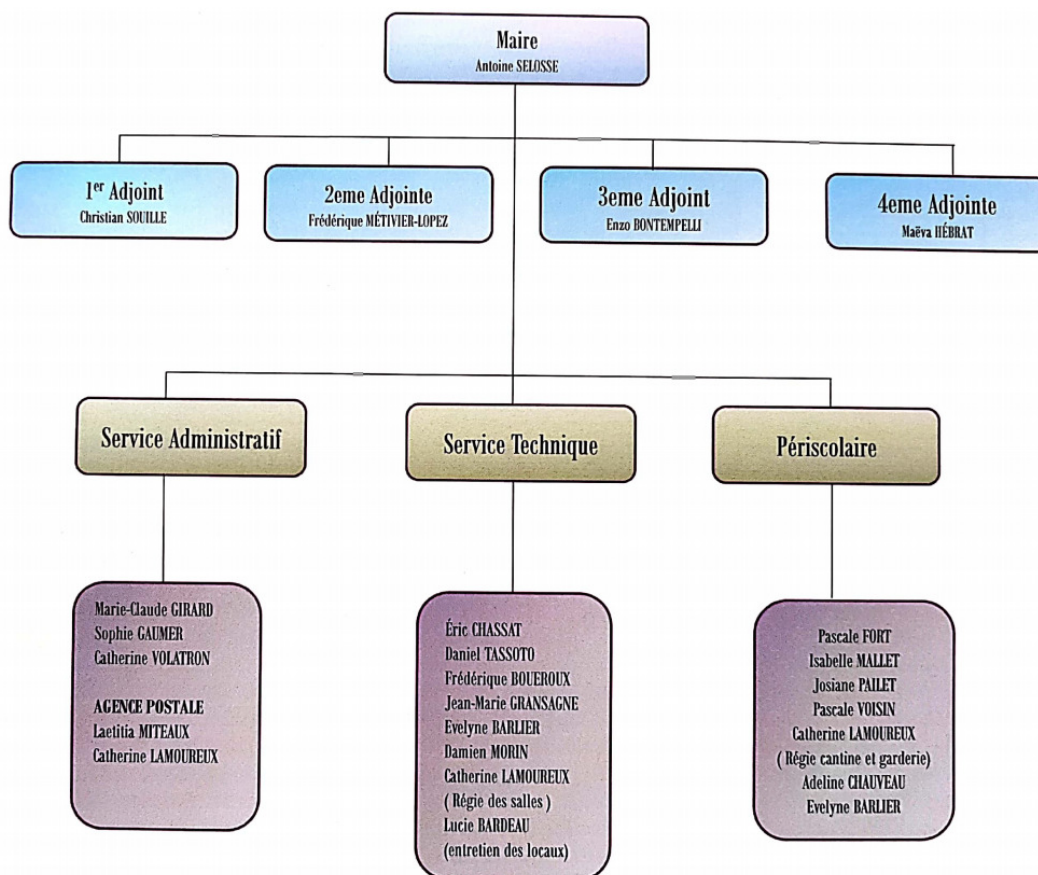 Maire
Antoine SELOSSE
1er Adjoint
Christian SOUILLE
2eme Adjointe
Frédérique MÉTIVIER-LOPEZ
3eme Adjoint
Enzo BONTEMPELLI
4eme Adjointe
Maëva HÉBRAT
Service Administratif
Service Technique
Périscolaire
Marie-Claude GIRARD
Sophie GAUMER
Catherine VOLATRON
AGENCE POSTALE
Laetitia MITEAUX
Catherine LAMOUREUX
Éric CHASSAT
Daniel TASSOTO
Frédérique BOUEROUX
Jean-Marie GRANSAGNE
Evelyne BARLIER
Damien MORIN
Catherine LAMOUREUX
( Régie des salles )
Lucie BARDEAU
(entretien des locaux)
Pascale FORT
Isabelle MALLET
Josiane PAILET
Pascale VOISIN
Catherine LAMOUREUX
( Régie cantine et garderie)
Adeline CHAUVEAU
Evelyne BARLIER